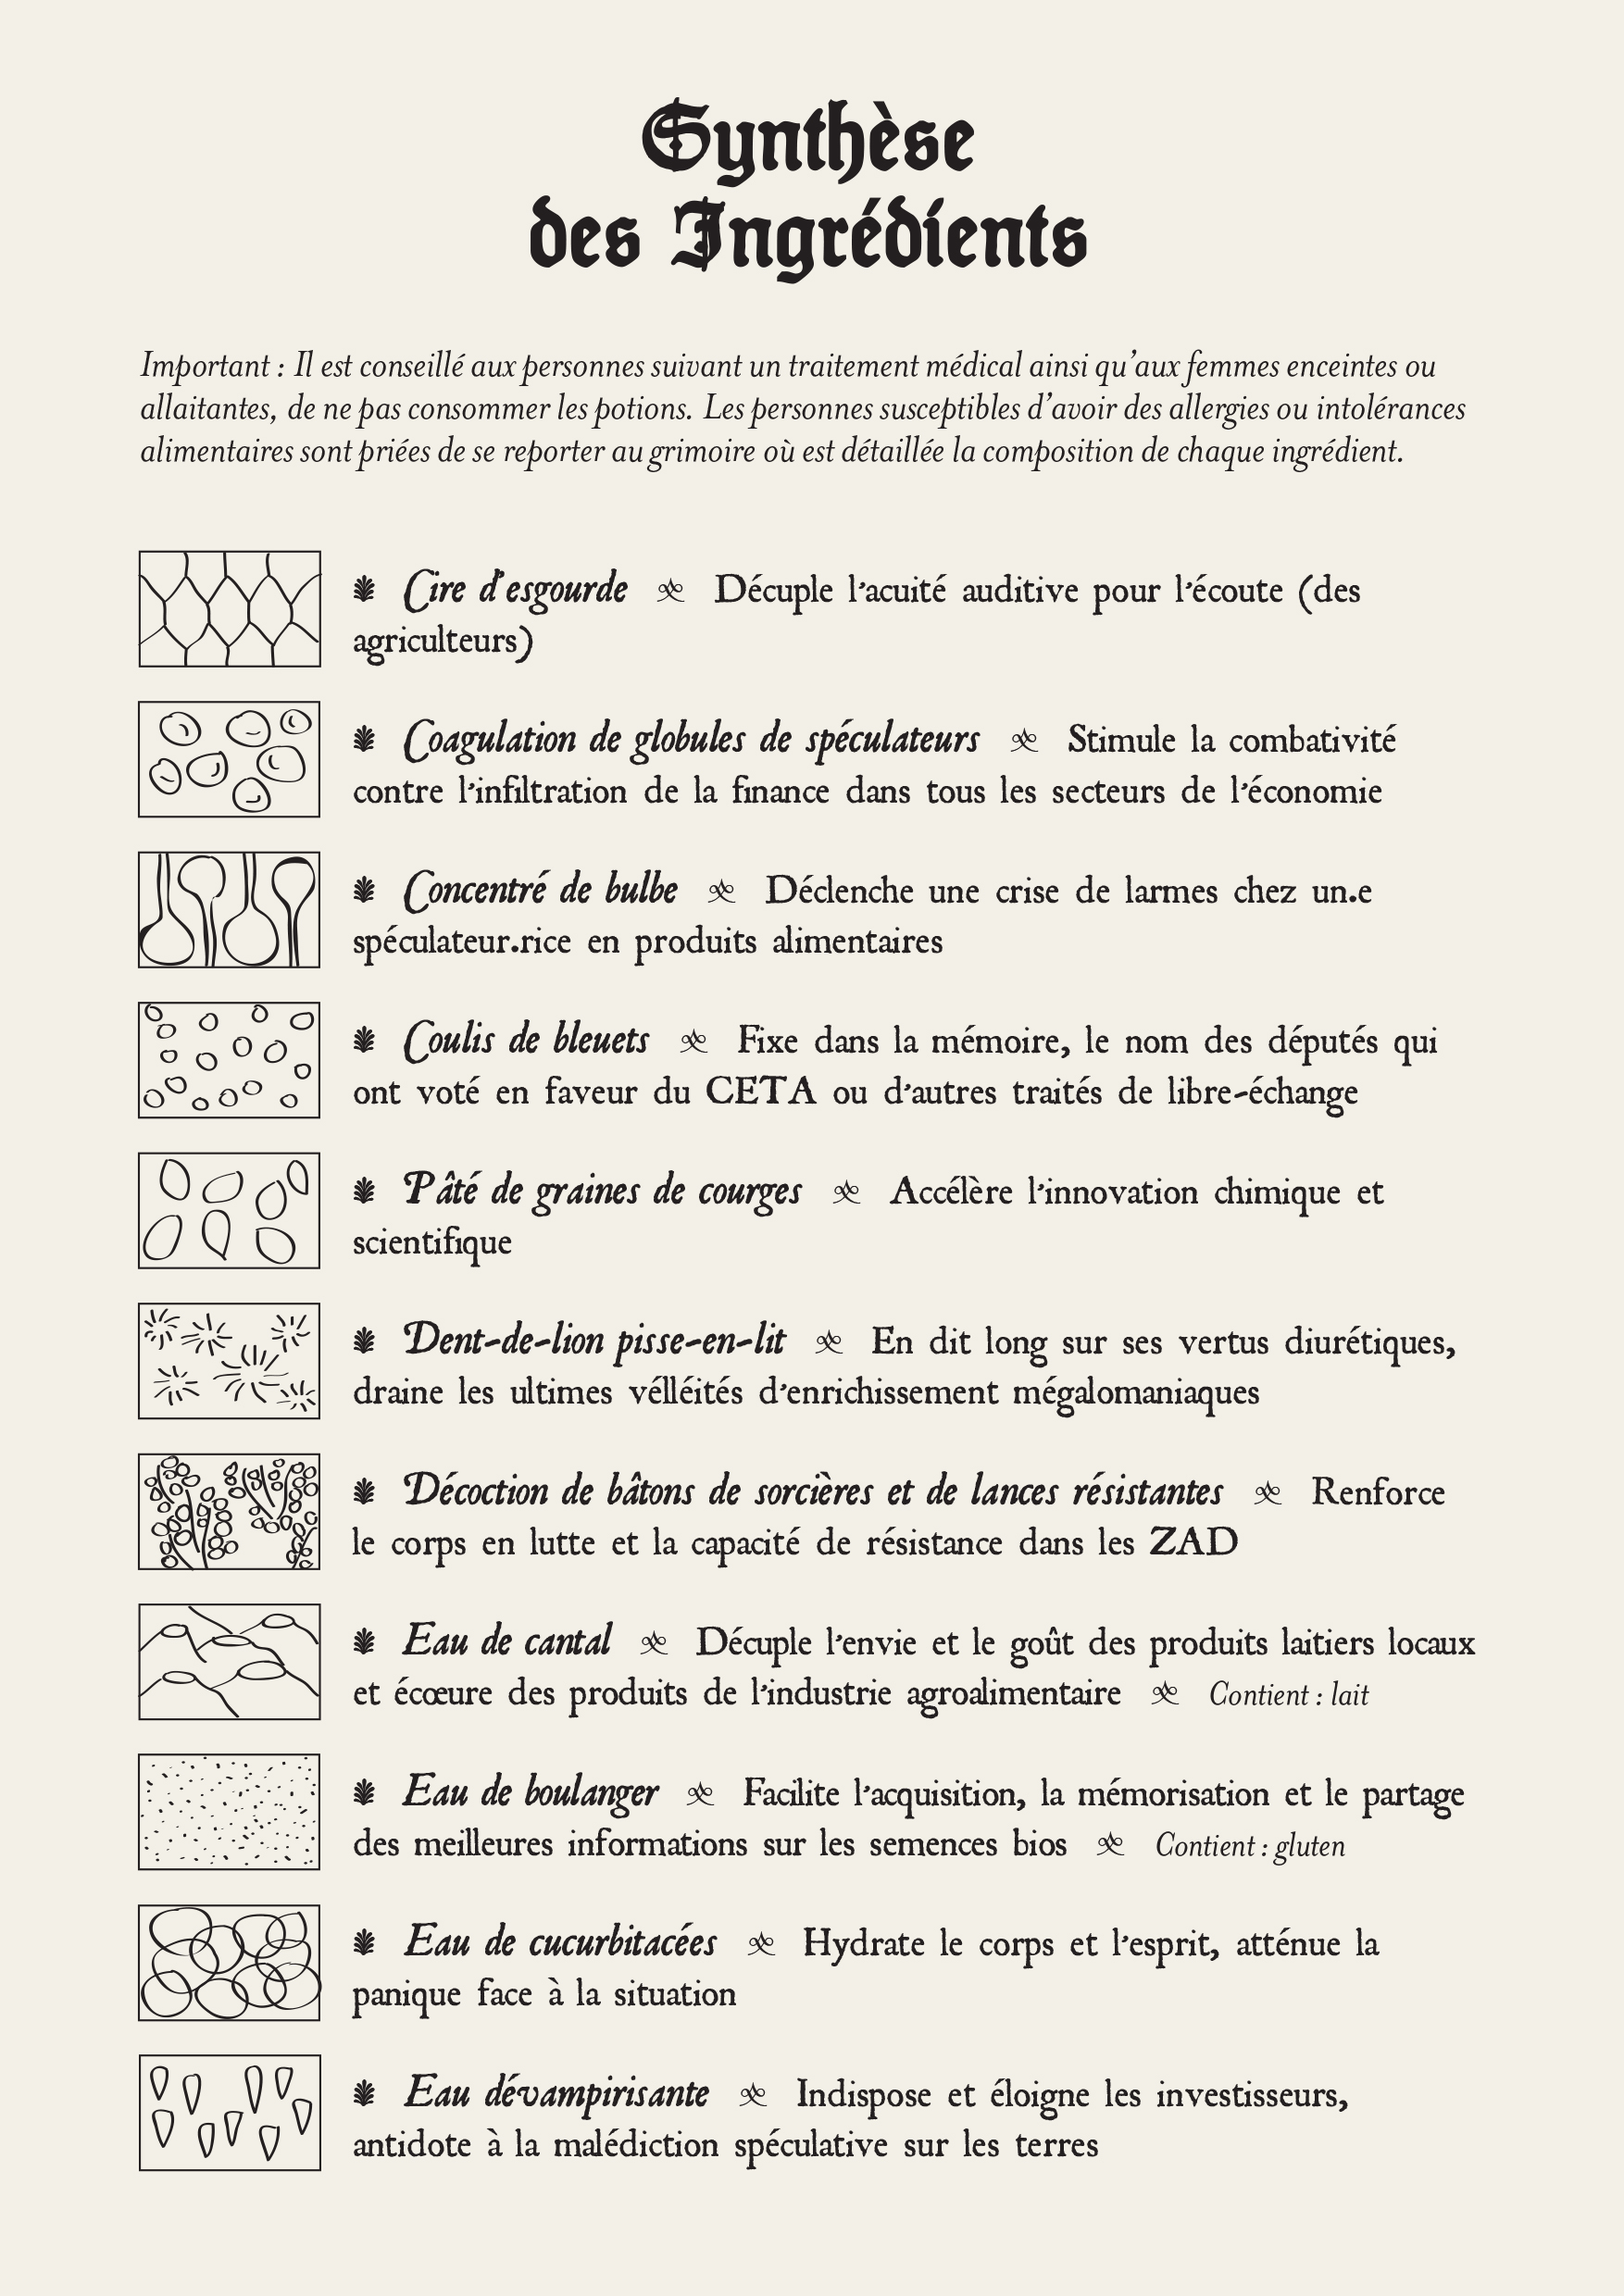 Synthèse
des Ingrédients
Important : Il est conseillé aux personnes suivant un traitement médical ainsi qu’aux femmes enceintes ou
allaitantes, de ne pas consommer les potions. Les personnes susceptibles d’avoir des allergies ou intolérances
alimentaires sont priées de se reporter au grimoire où est détaillée la composition de chaque ingrédient.
Cire d’esgourde Décuple l’acuité auditive pour l’écoute (des
agriculteurs)
Coagulation de globules de spéculateurs Stimule la combativité
contre l’infiltration de la finance dans tous les secteurs de l’économie
Concentré de bulbe Déclenche une crise de larmes chez un.e
spéculateur.rice en produits alimentaires
Coulis de bleuets Fixe dans la mémoire, le nom des députés qui
ont voté en faveur du CETA ou d’autres traités de libre-échange
Pâté de graines de courges Accélère l’innovation chimique et
scientifique
Dent-de-lion pisse-en-lit En dit long sur ses vertus diurétiques,
draine les ultimes vélléités d’enrichissement mégalomaniaques
Décoction de bâtons de sorcières et de lances résistantes Renforce
le corps en lutte et la capacité de résistance dans les ZAD
Eau de cantal Décuple l’envie et le goût des produits laitiers locaux
et écœure des produits de l’industrie agroalimentaire Contient : lait
Eau de boulanger Facilite l’acquisition, la mémorisation et le partage
des meilleures informations sur les semences bios Contient : gluten
Eau de cucurbitacées Hydrate le corps et l’esprit, atténue la
panique face à la situation
Eau dévampirisante Indispose et éloigne les investisseurs,
antidote à la malédiction spéculative sur les terres